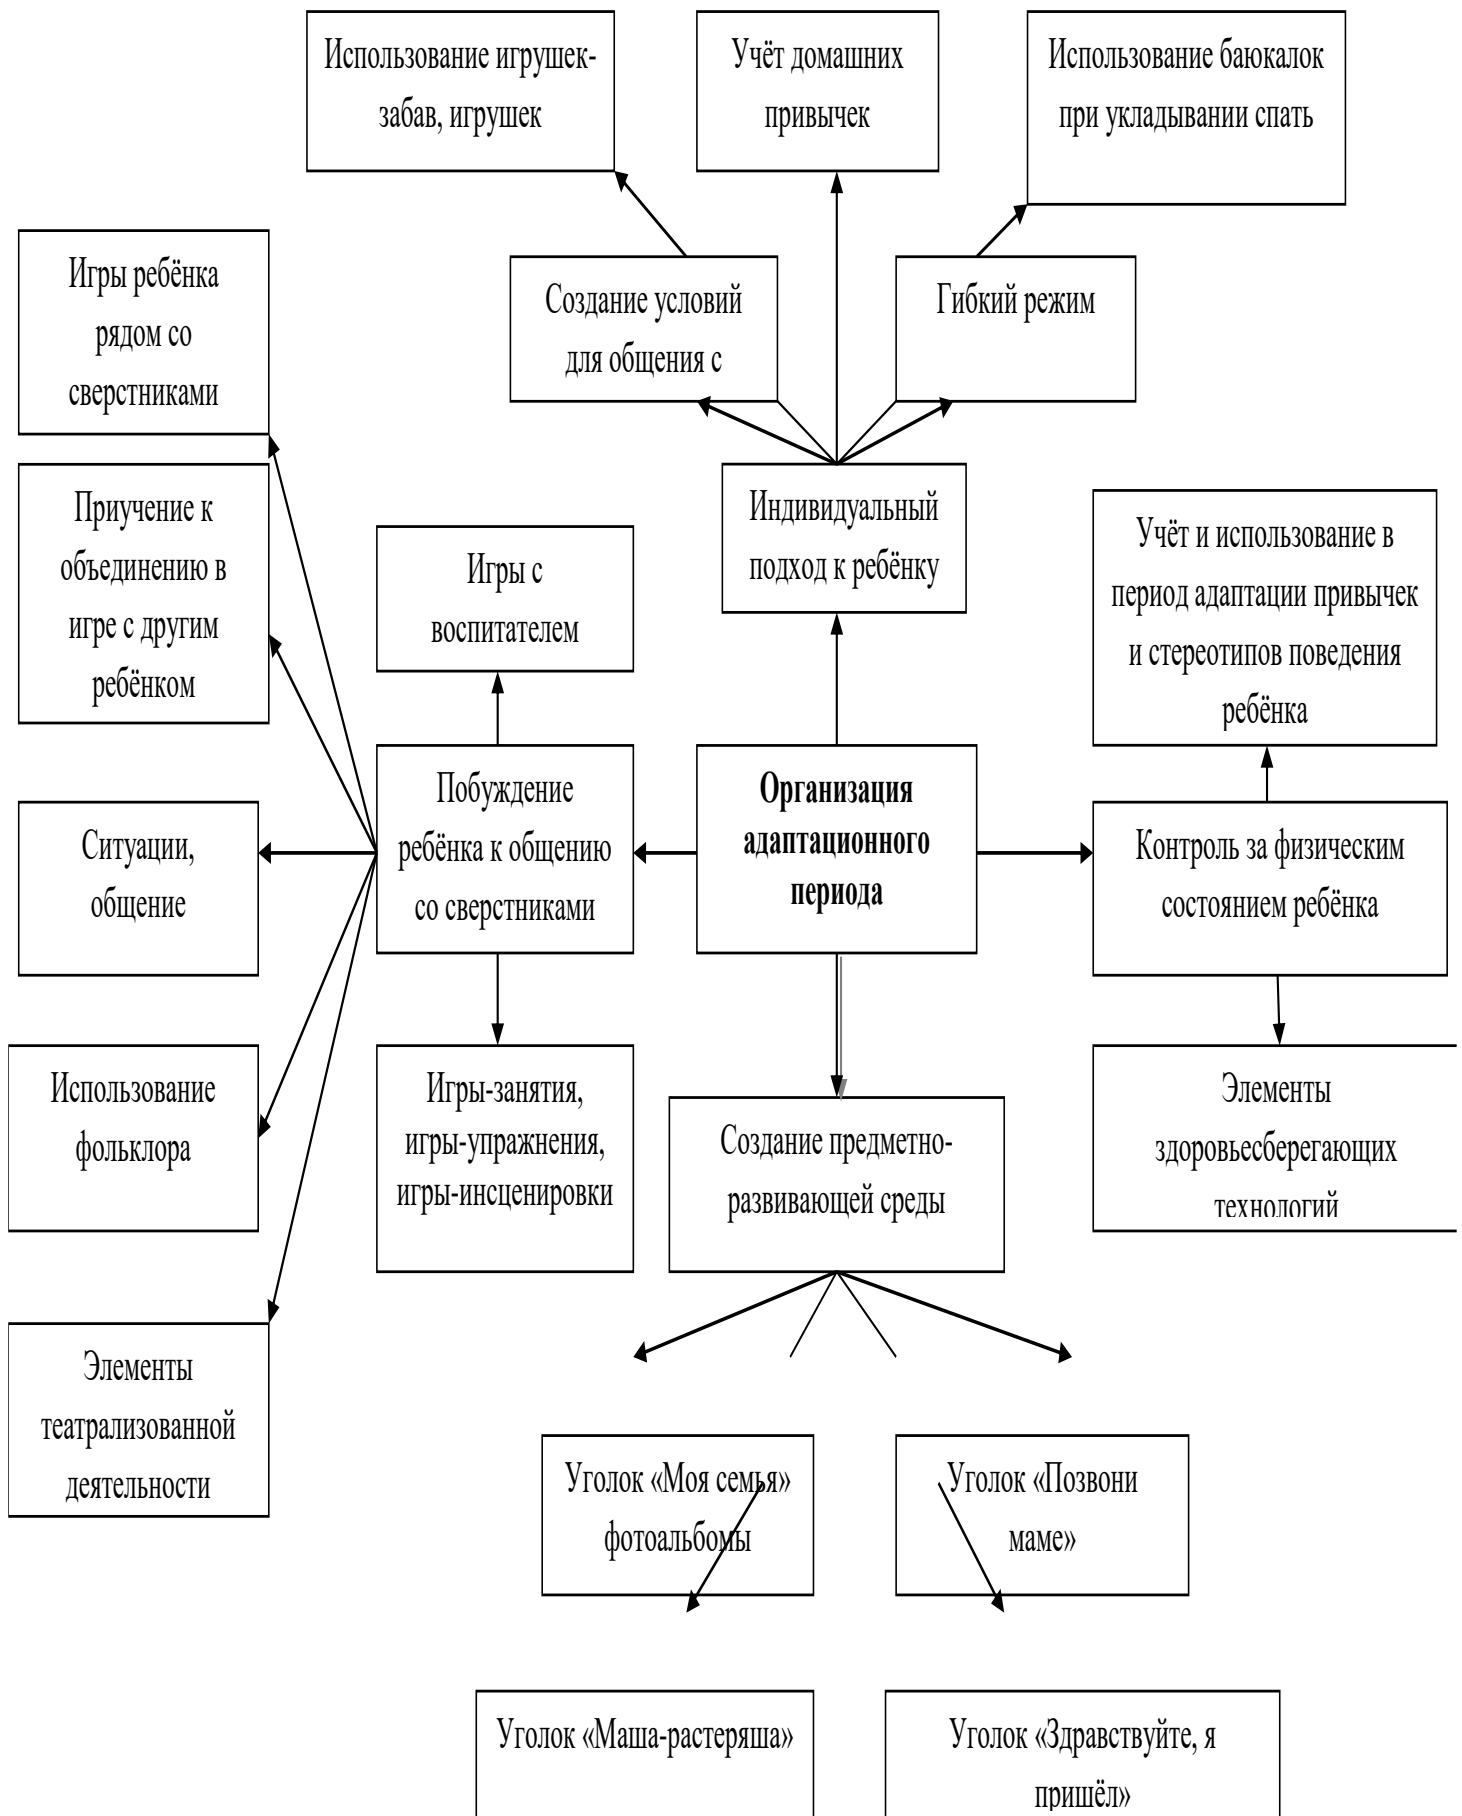 Использование игрушек-
забав, игрушек
Учёт домашних
привычек
Использование баюкалок
при укладывании спать
Игры ребёнка
рядом со
сверстниками
Создание условий
для общения с
Гибкий режим
Приучение к
объединению в
игре с другим
ребёнком
Игры с
воспитателем
Индивидуальный
подход к ребёнку
Учёт и использование в
период адаптации привычек
и стереотипов поведения
ребёнка
Ситуации,
общение
Побуждение
ребёнка к общению
со сверстниками
Организация
адаптационного
периода
Контроль за физическим
состоянием ребёнка
Использование
фольклора
Игры-занятия,
игры-упражнения,
игры-инсценировки
Создание предметно-
развивающей среды
Элементы
здоровьесберегающих
технологий
Элементы
театрализованной
деятельности
Уголок «Моя семья»
фотоальбомы
Уголок «Позвони
маме»
Уголок «Маша-растеряша»
Уголок «Здравствуйте, я
пришёл»